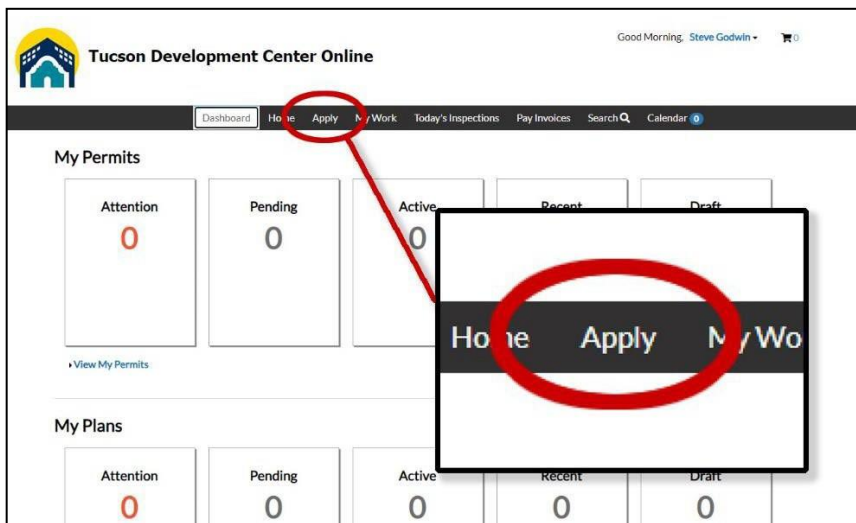 Good Morning, Steve Godwin 0
Tucson Development Center Online
Dashboard Home Apply My Work Today's Inspections Pay Invoices Search Calendar 0
My Permits
Attention Pending Active Recent Draft
0 0 0
View My Permits
Home Apply My Wo
My Plans
Attention Pending Active Recent Draft
0 0 0 0 0